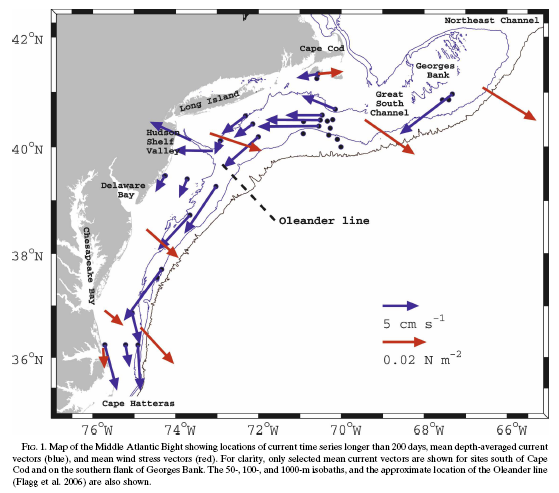 42°N
40°N
38°N
36°N
76°W
74°W
72°W
70°W
68°W
66°W
Northeast Channel
Cape Cod
Georges
Bank
Great
South
Channel
Long Island
Hudson
Shelf
Valley
Delaware
Bay
Oleander line
Chesapeake Bay
5 cm s⁻¹
0.02 N m⁻²
Cape Hatteras
FIG. 1. Map of the Middle Atlantic Bight showing locations of current time series longer than 200 days, mean depth-averaged current
vectors (blue), and mean wind stress vectors (red). For clarity, only selected mean current vectors are shown for sites south of Cape
Cod and on the southern flank of Georges Bank. The 50-, 100-, and 1000-m isobaths, and the approximate location of the Oleander line
(Flagg et al. 2006) are also shown.